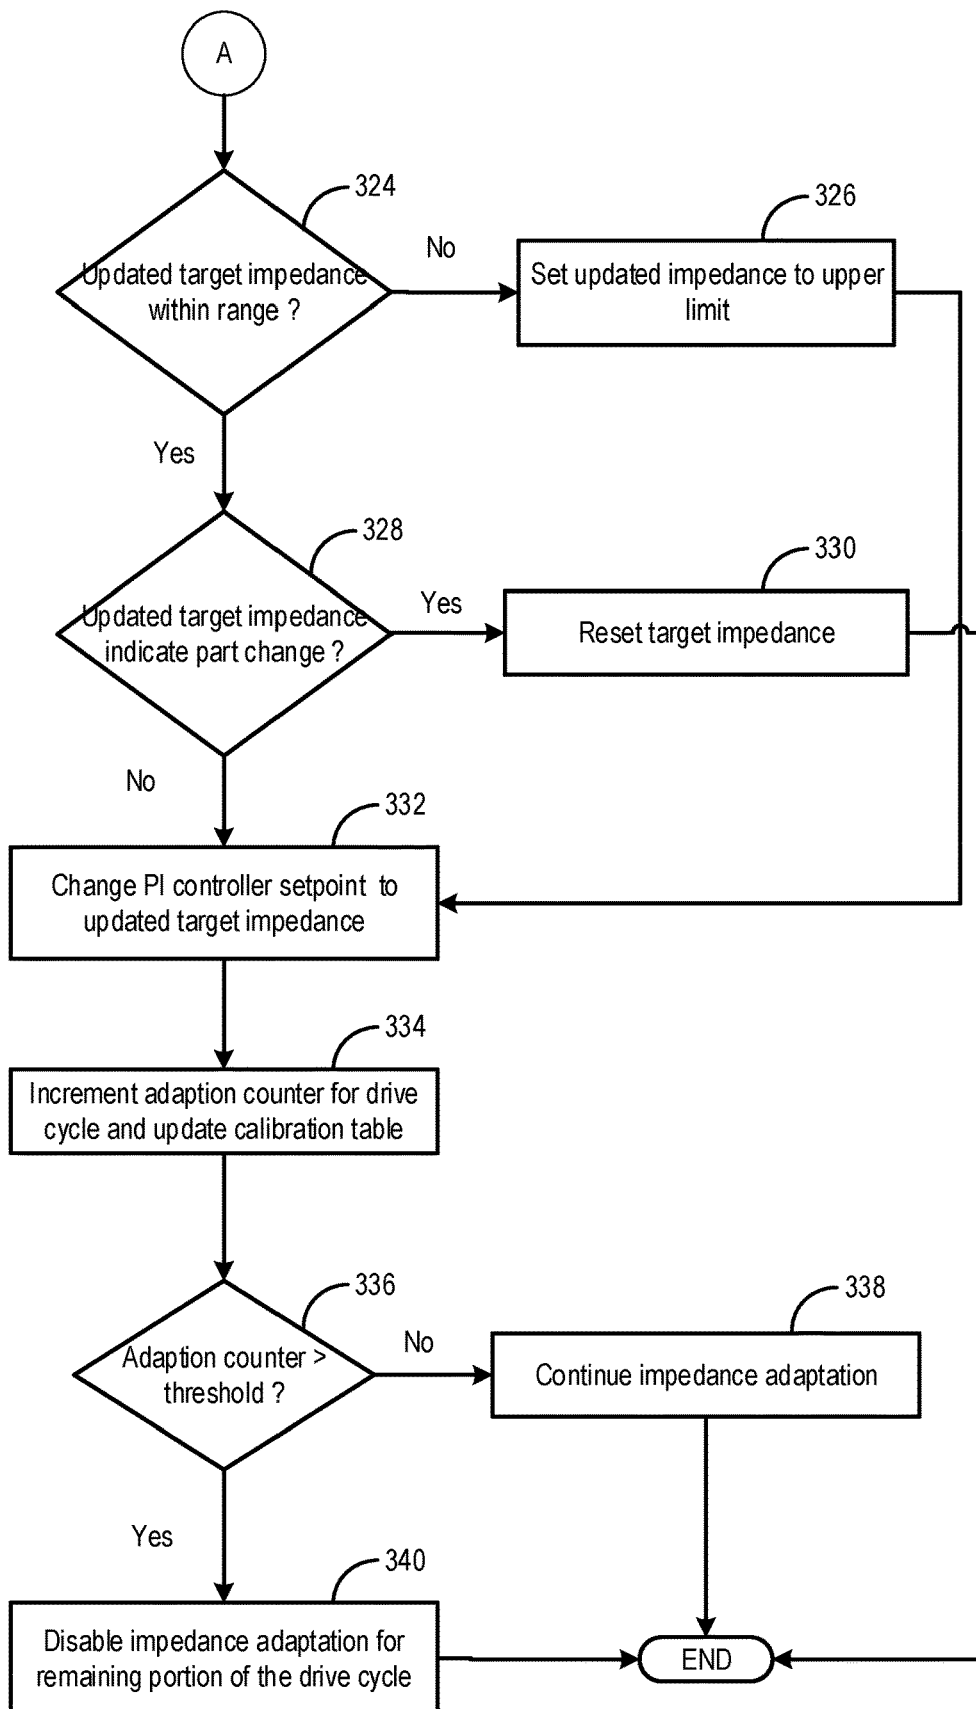 A
324
Updated target impedance
within range ?
No
326
Set updated impedance to upper
limit
Yes
328
Updated target impedance
indicate part change ?
Yes
330
Reset target impedance
No
332
Change PI controller setpoint to
updated target impedance
334
Increment adaption counter for drive
cycle and update calibration table
336
Adaption counter >
threshold ?
No
338
Continue impedance adaptation
Yes
340
Disable impedance adaptation for
remaining portion of the drive cycle
END